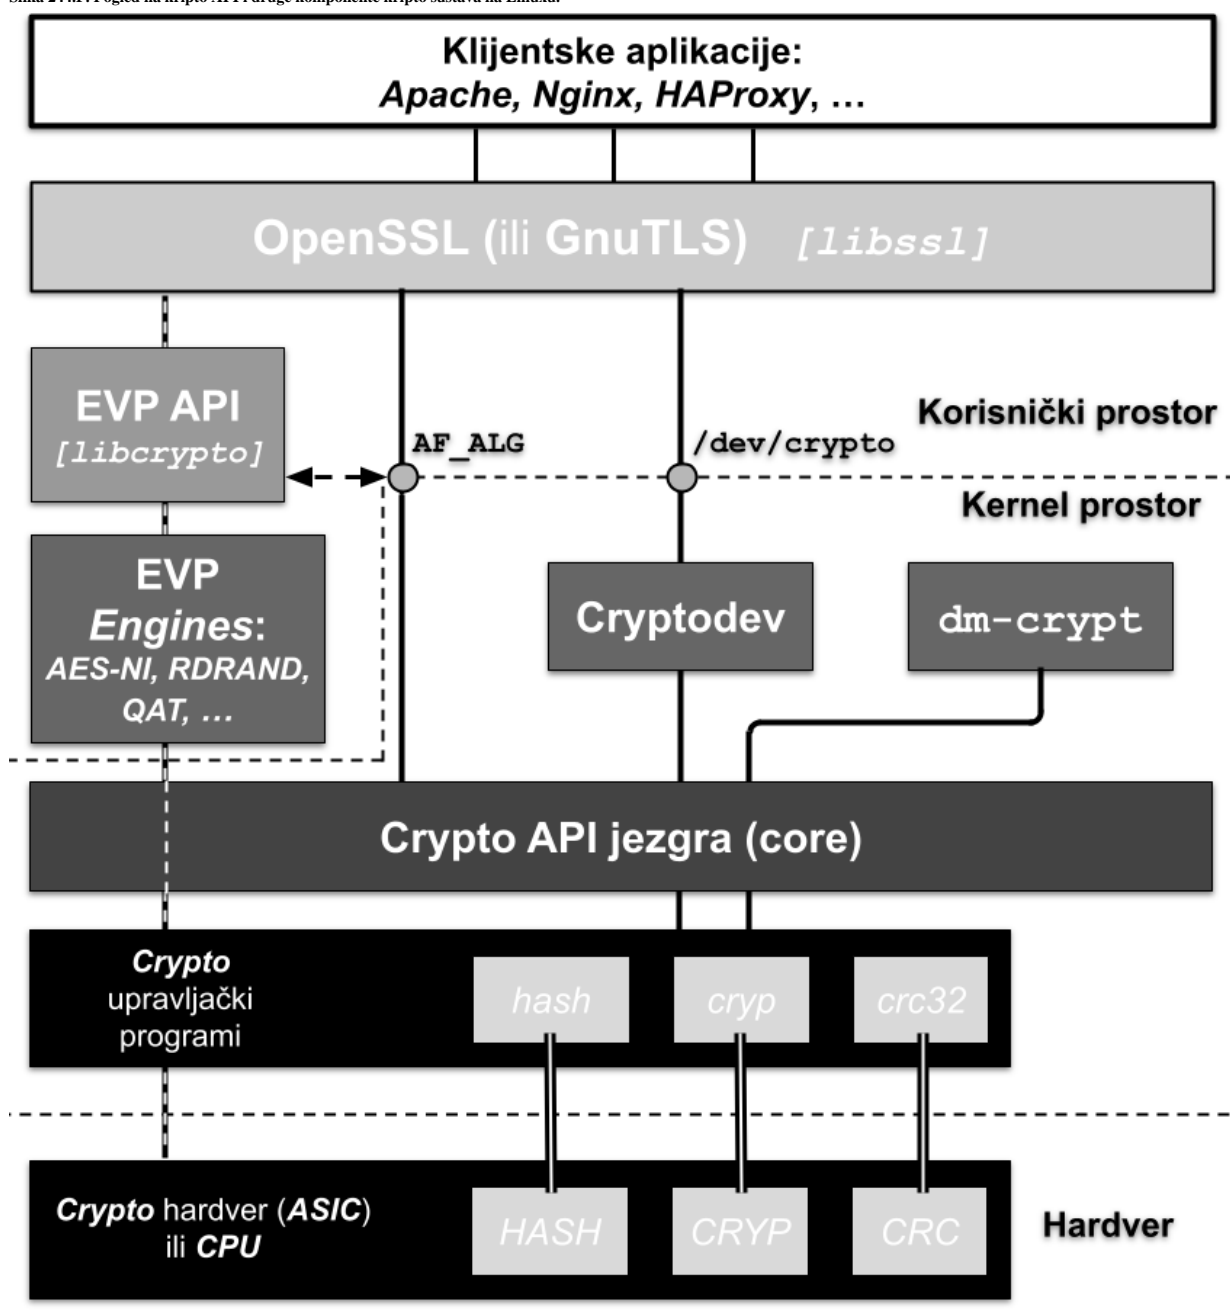 Klijentske aplikacije:
Apache, Nginx, HAProxy, ...
OpenSSL (ili GnuTLS) [libssl]
EVP API
[libcrypto]
AF_ALG
/dev/crypto
Korisnički prostor
Kernel prostor
EVP
Engines:
AES-NI, RDRAND,
QAT, ...
Cryptodev
dm-crypt
Crypto API jezgra (core)
Crypto
upravljački
programi
hash
cryp
crc32
Crypto hardver (ASIC)
ili CPU
HASH
CRYP
CRC
Hardver